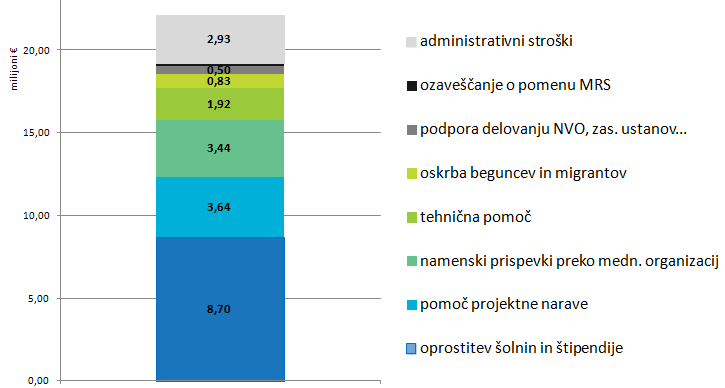 milijoni €
20,00
15,00
10,00
5,00
0,00
2,93
0,50
0,83
1,92
3,44
3,64
8,70
administrativni stroški
ozaveščanje o pomenu MRS
podpora delovanju NVO, zas. ustanov...
oskrba beguncev in migrantov
tehnična pomoč
namenski prispevki preko medn. organizacij
pomoč projektne narave
oprostitev šolnin in štipendije